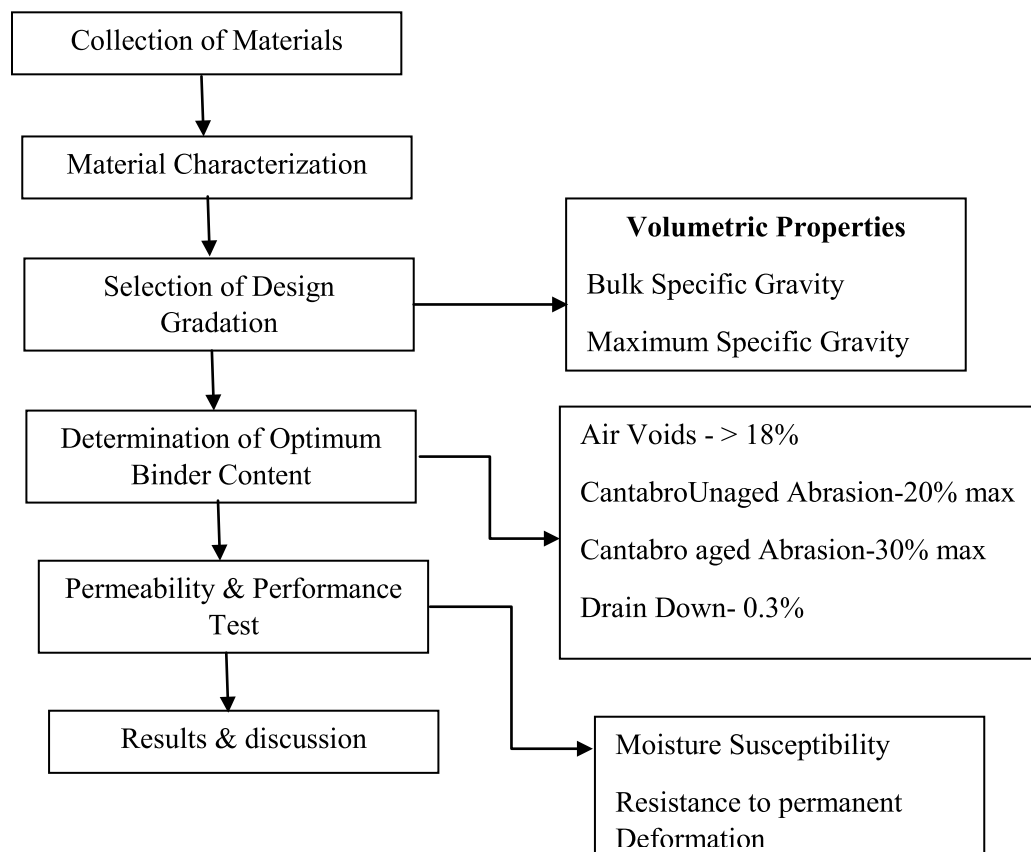 Collection of Materials
Material Characterization
Selection of Design
Gradation
Volumetric Properties
Bulk Specific Gravity
Maximum Specific Gravity
Determination of Optimum
Binder Content
Air Voids - > 18%
CantabroUnaged Abrasion-20% max
Cantabro aged Abrasion-30% max
Drain Down- 0.3%
Permeability & Performance
Test
Moisture Susceptibility
Resistance to permanent
Deformation
Results & discussion